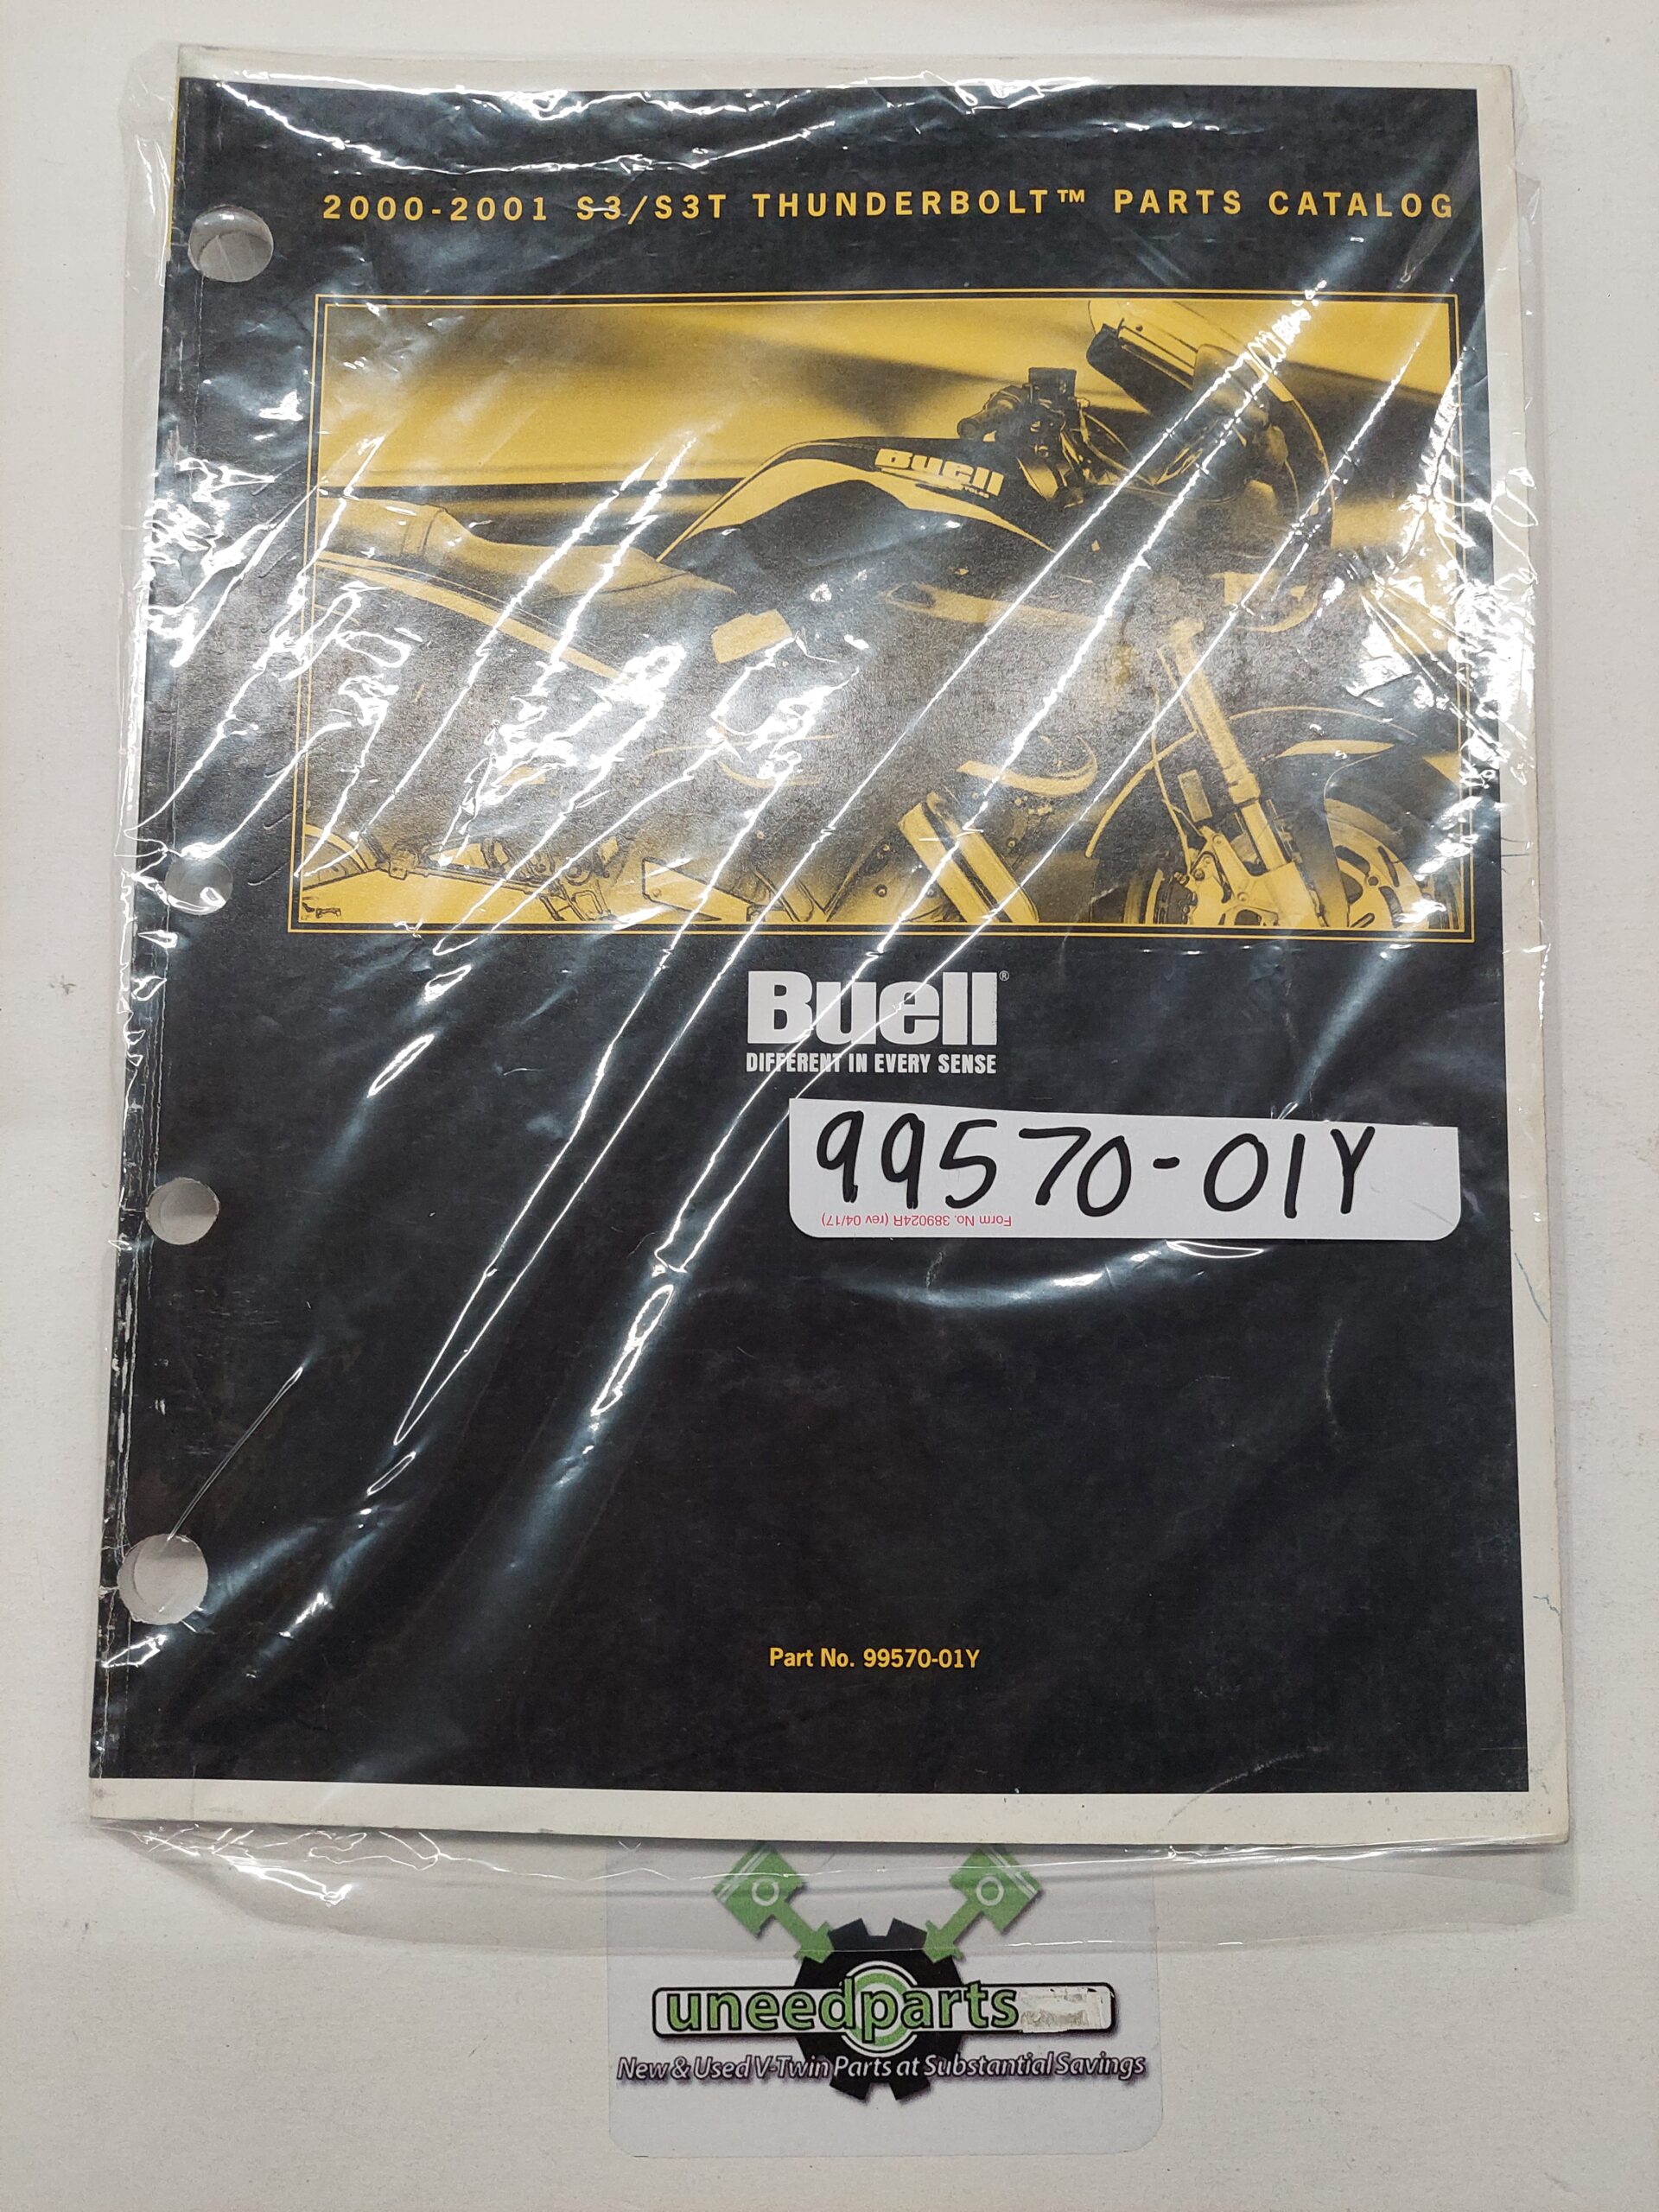 2000-2001 S3/S3T THUNDERBOLT™ PARTS CATALOG
Buell
Buell®
DIFFERENT IN EVERY SENSE
99570-01Y
Form No. 389024R (rev 04/17)
Part No. 99570-01Y
uneedparts
New & Used V-Twin Parts at Substantial Savings